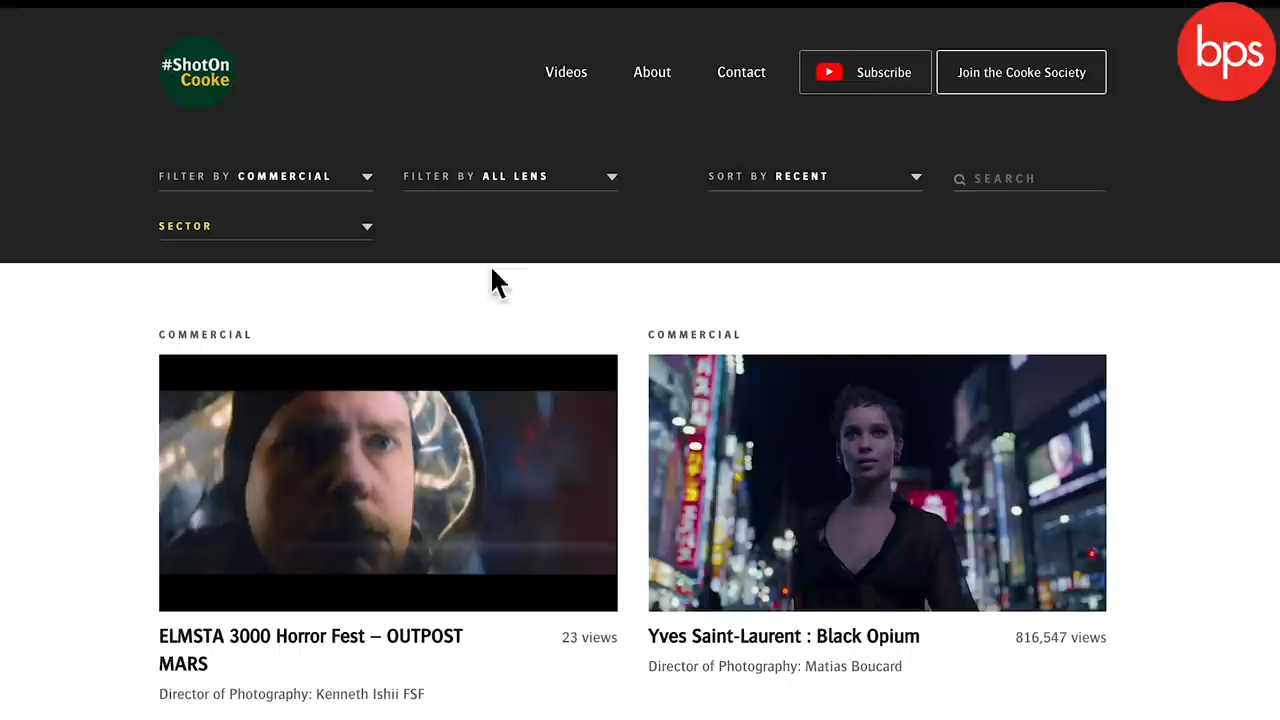 #ShotOn
Cooke
Videos
About
Contact
Subscribe
Join the Cooke Society
bps
FILTER BY COMMERCIAL
FILTER BY ALL LENS
SORT BY RECENT
SEARCH
SECTOR
COMMERCIAL
COMMERCIAL
ELMSTA 3000 Horror Fest – OUTPOST
MARS
23 views
Director of Photography: Kenneth Ishii FSF
Yves Saint-Laurent : Black Opium
816,547 views
Director of Photography: Matias Boucard